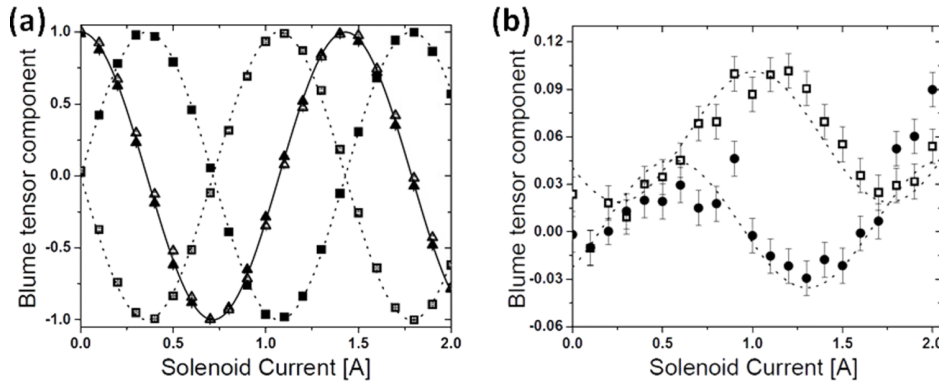 (a)
1.0
0.5
0.0
-0.5
-1.0
Blume tensor component
0.0 0.5 1.0 1.5 2.0
Solenoid Current [A]
(b)
0.12
0.09
0.06
0.03
0.00
-0.03
-0.06
Blume tensor component
0.0 0.5 1.0 1.5 2.0
Solenoid Current [A]